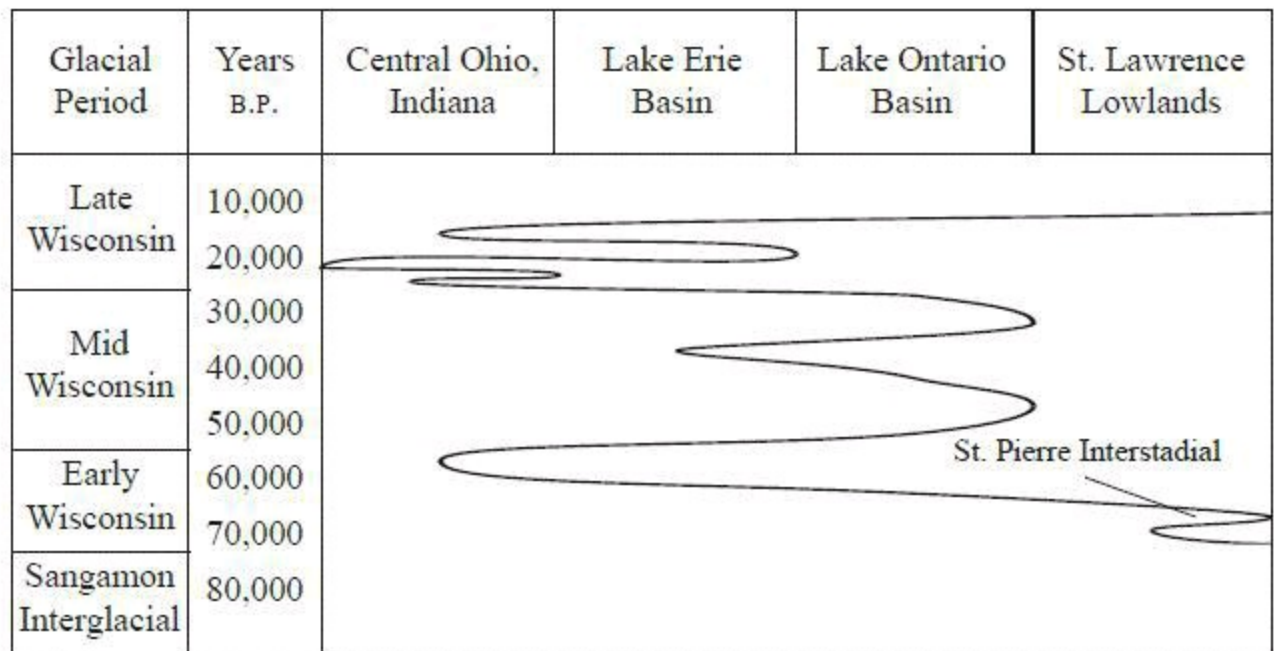 Glacial
Period
Years
B.P.
Central Ohio,
Indiana
Lake Erie
Basin
Lake Ontario
Basin
St. Lawrence
Lowlands
Late
Wisconsin
10,000
20,000
30,000
Mid
Wisconsin
40,000
50,000
St. Pierre Interstadial
Early
Wisconsin
60,000
70,000
Sangamon
Interglacial
80,000